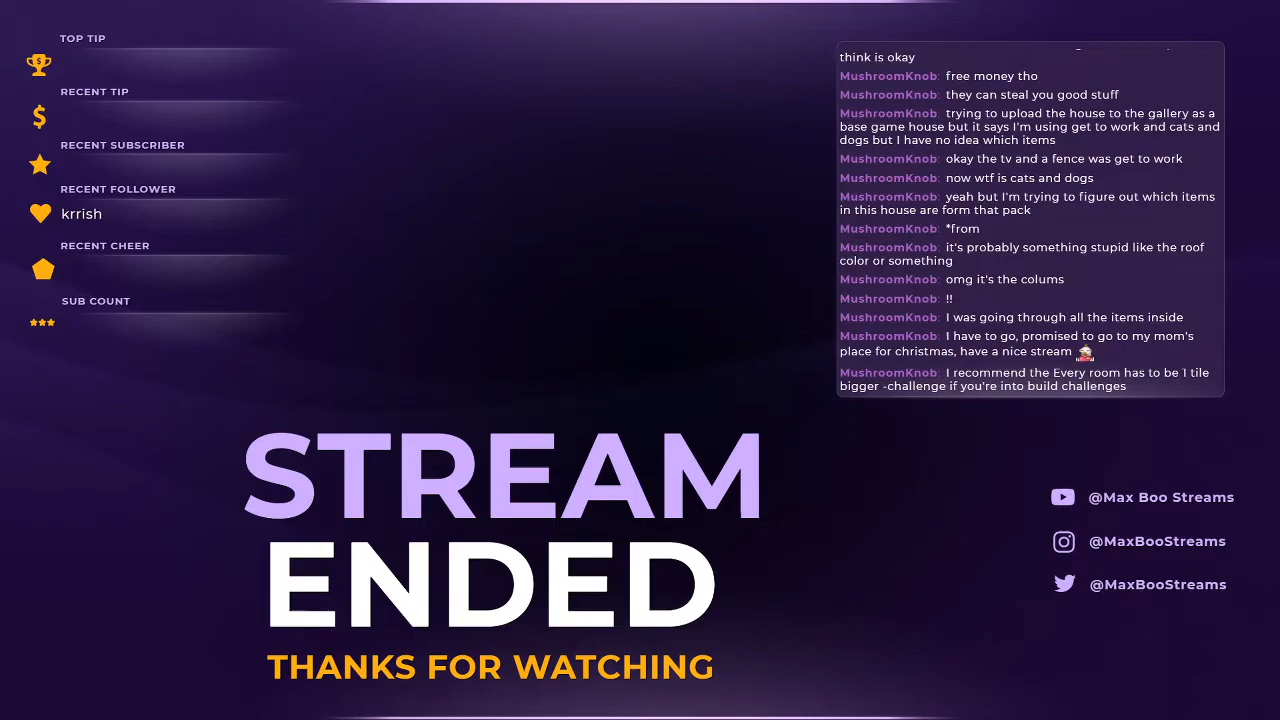 TOP TIP
RECENT TIP
RECENT SUBSCRIBER
RECENT FOLLOWER
krrish
RECENT CHEER
SUB COUNT
think is okay
MushroomKnob: free money tho
MushroomKnob: they can steal you good stuff
MushroomKnob: trying to upload the house to the gallery as a
base game house but it says I'm using get to work and cats and
dogs but I have no idea which items
MushroomKnob: okay the tv and a fence was get to work
MushroomKnob: now wtf is cats and dogs
MushroomKnob: yeah but I'm trying to figure out which items
in this house are form that pack
MushroomKnob: *from
MushroomKnob: it's probably something stupid like the roof
color or something
MushroomKnob: omg it's the colums
MushroomKnob: !!
MushroomKnob: I was going through all the items inside
MushroomKnob: I have to go, promised to go to my mom's
place for christmas, have a nice stream
MushroomKnob: I recommend the Every room has to be 1 tile
bigger -challenge if you're into build challenges
STREAM
ENDED
THANKS FOR WATCHING
@Max Boo Streams
@MaxBooStreams
@MaxBooStreams